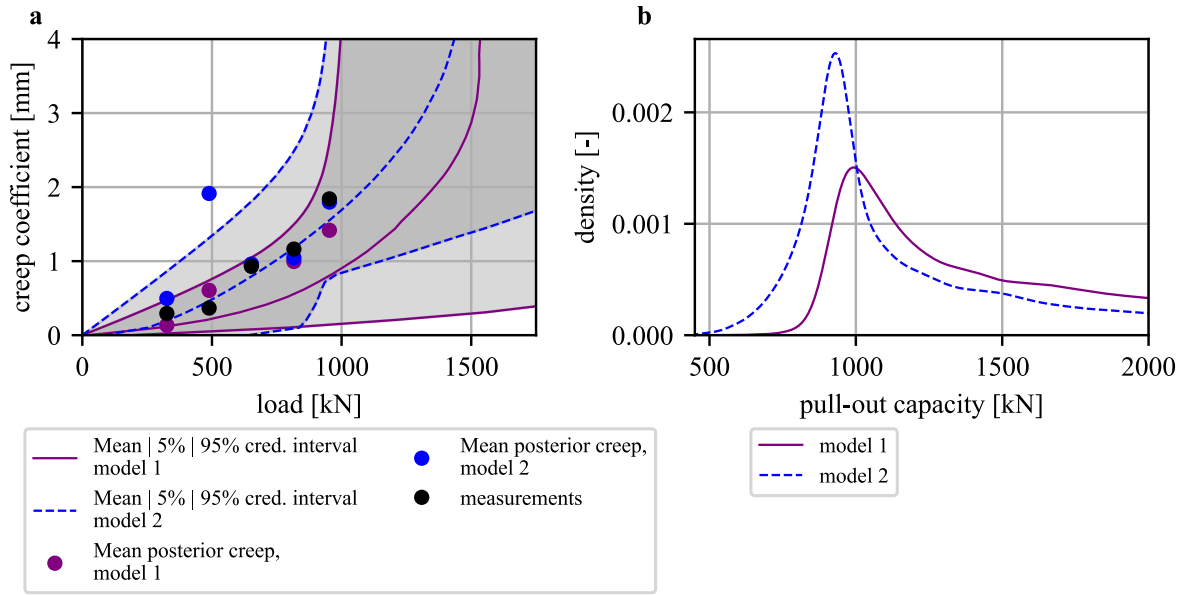 a
4
3
2
1
0
creep coefficient [mm]
0
500
1000
1500
load [kN]
Mean | 5% | 95% cred. interval
model 1
Mean | 5% | 95% cred. interval
model 2
Mean posterior creep,
model 1
Mean posterior creep,
model 2
measurements
b
0.002
0.001
0.000
density [-]
500
1000
1500
2000
pull-out capacity [kN]
model 1
model 2